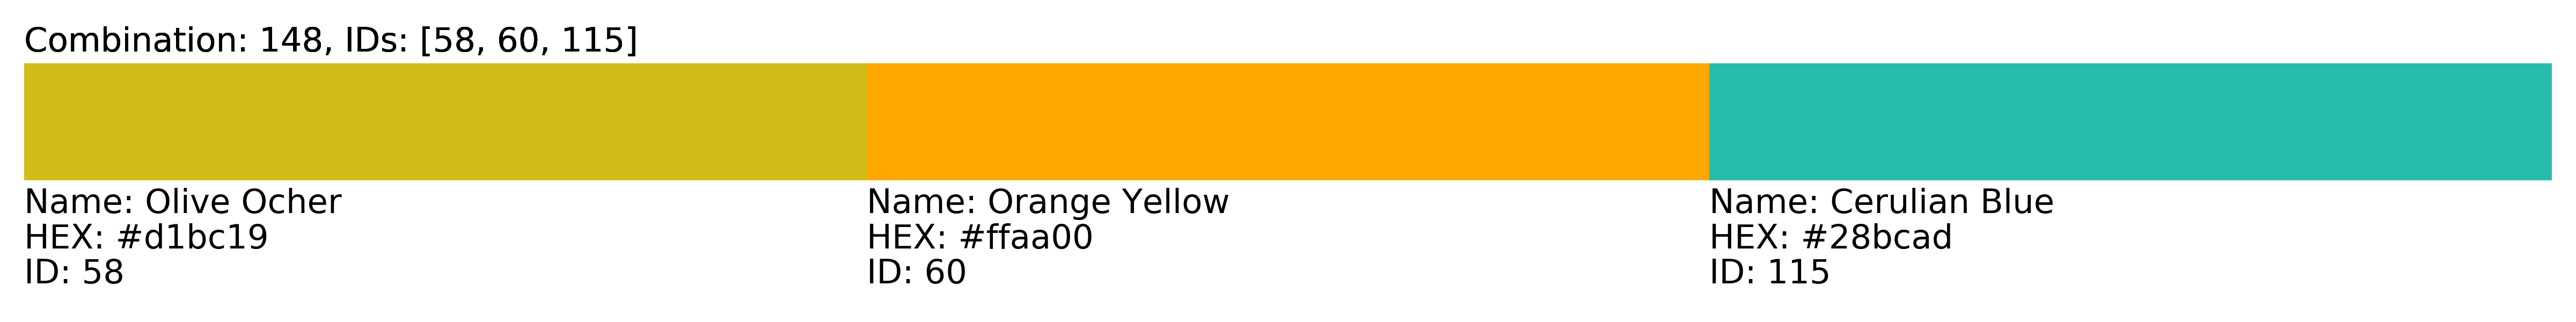 Combination: 148, IDs: [58, 60, 115]
Name: Olive Ocher
HEX: #d1bc19
ID: 58
Name: Orange Yellow
HEX: #ffaa00
ID: 60
Name: Cerulian Blue
HEX: #28bcad
ID: 115